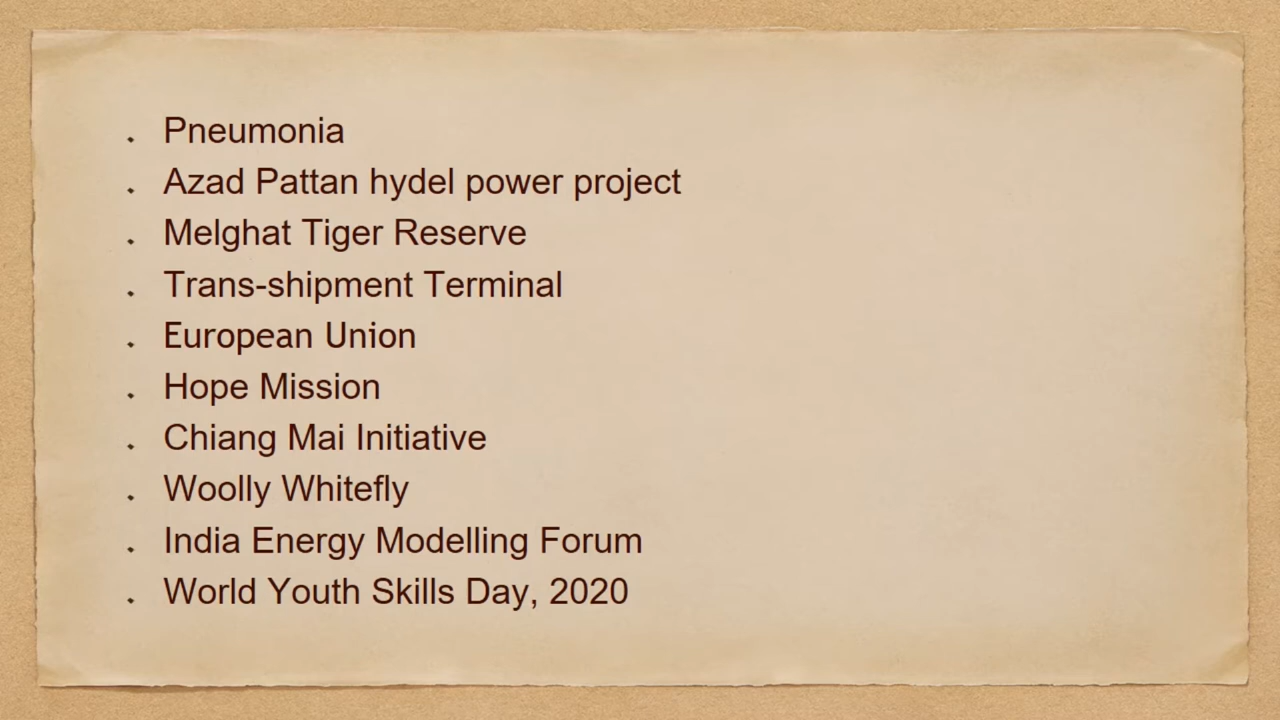 Pneumonia
Azad Pattan hydel power project
Melghat Tiger Reserve
Trans-shipment Terminal
European Union
Hope Mission
Chiang Mai Initiative
Woolly Whitefly
India Energy Modelling Forum
World Youth Skills Day, 2020